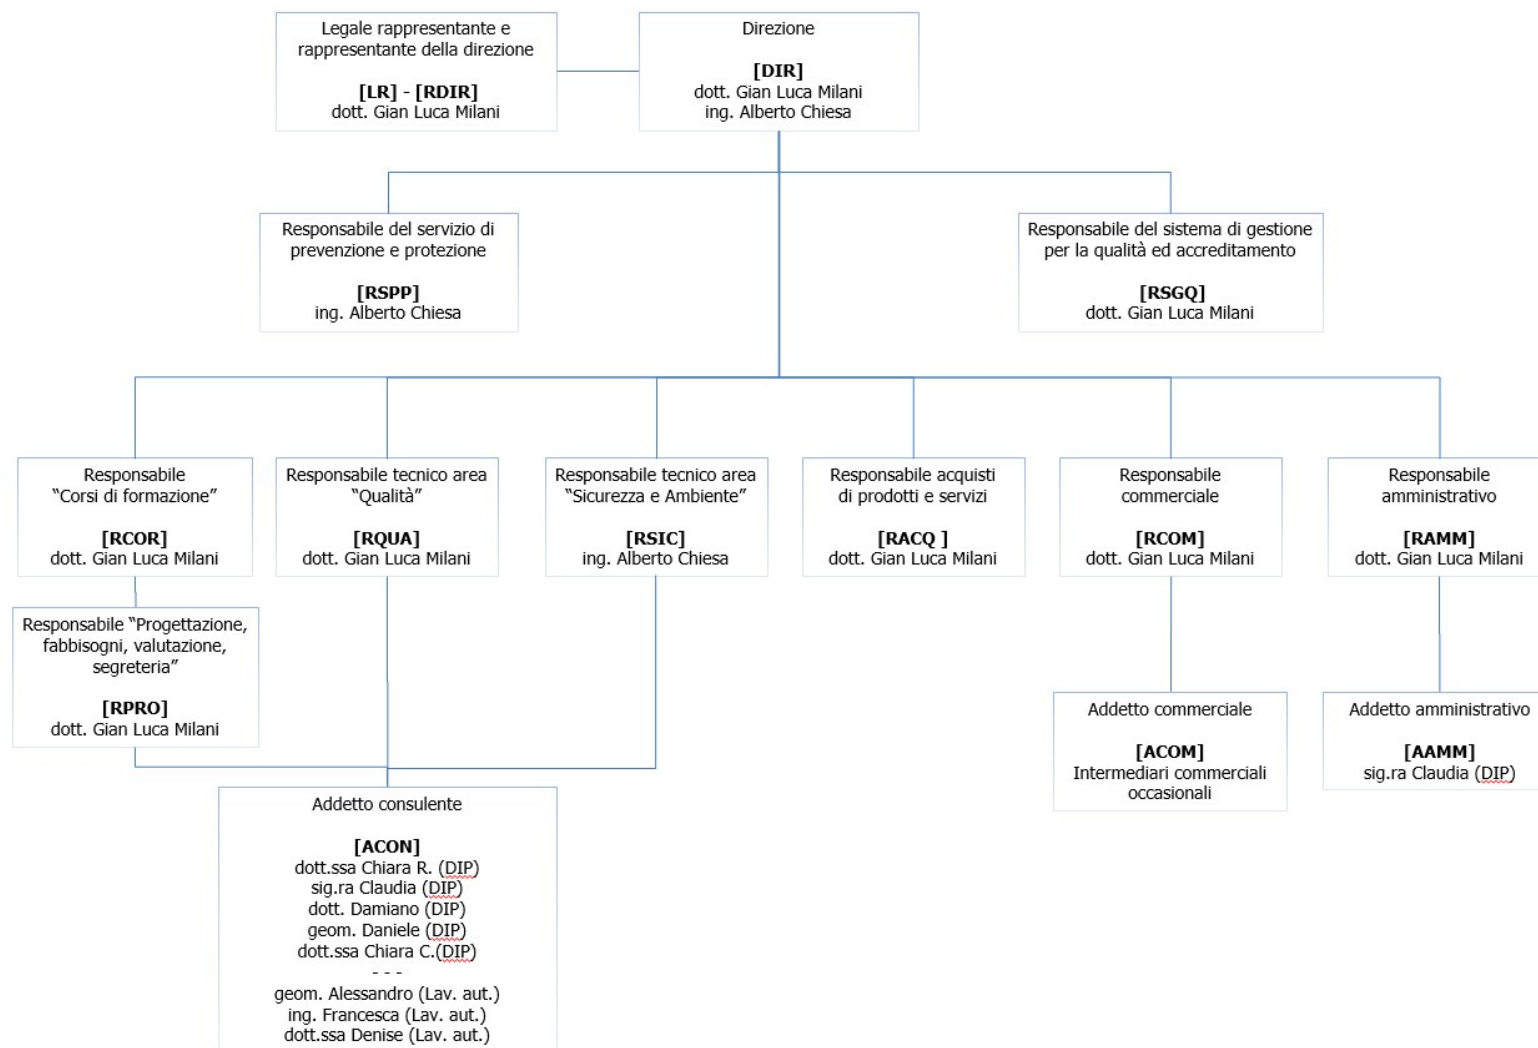 Legale rappresentante e
rappresentante della direzione
[LR] - [RDIR]
dott. Gian Luca Milani
Direzione
[DIR]
dott. Gian Luca Milani
ing. Alberto Chiesa
Responsabile del servizio di
prevenzione e protezione
[RSPP]
ing. Alberto Chiesa
Responsabile del sistema di gestione
per la qualità ed accreditamento
[RSGQ]
dott. Gian Luca Milani
Responsabile
“Corsi di formazione”
[RCOR]
dott. Gian Luca Milani
Responsabile tecnico area
“Qualità”
[RQUA]
dott. Gian Luca Milani
Responsabile tecnico area
“Sicurezza e Ambiente”
[RSIC]
ing. Alberto Chiesa
Responsabile acquisti
di prodotti e servizi
[RACQ ]
dott. Gian Luca Milani
Responsabile
commerciale
[RCOM]
dott. Gian Luca Milani
Responsabile
amministrativo
[RAMM]
dott. Gian Luca Milani
Responsabile “Progettazione,
fabbisogni, valutazione,
segreteria”
[RPRO]
dott. Gian Luca Milani
Addetto commerciale
[ACOM]
Intermediari commerciali
occasionali
Addetto amministrativo
[AAMM]
sig.ra Claudia (DIP)
Addetto consulente
[ACON]
dott.ssa Chiara R. (DIP)
sig.ra Claudia (DIP)
dott. Damiano (DIP)
geom. Daniele (DIP)
dott.ssa Chiara C.(DIP)
- - -
geom. Alessandro (Lav. aut.)
ing. Francesca (Lav. aut.)
dott.ssa Denise (Lav. aut.)